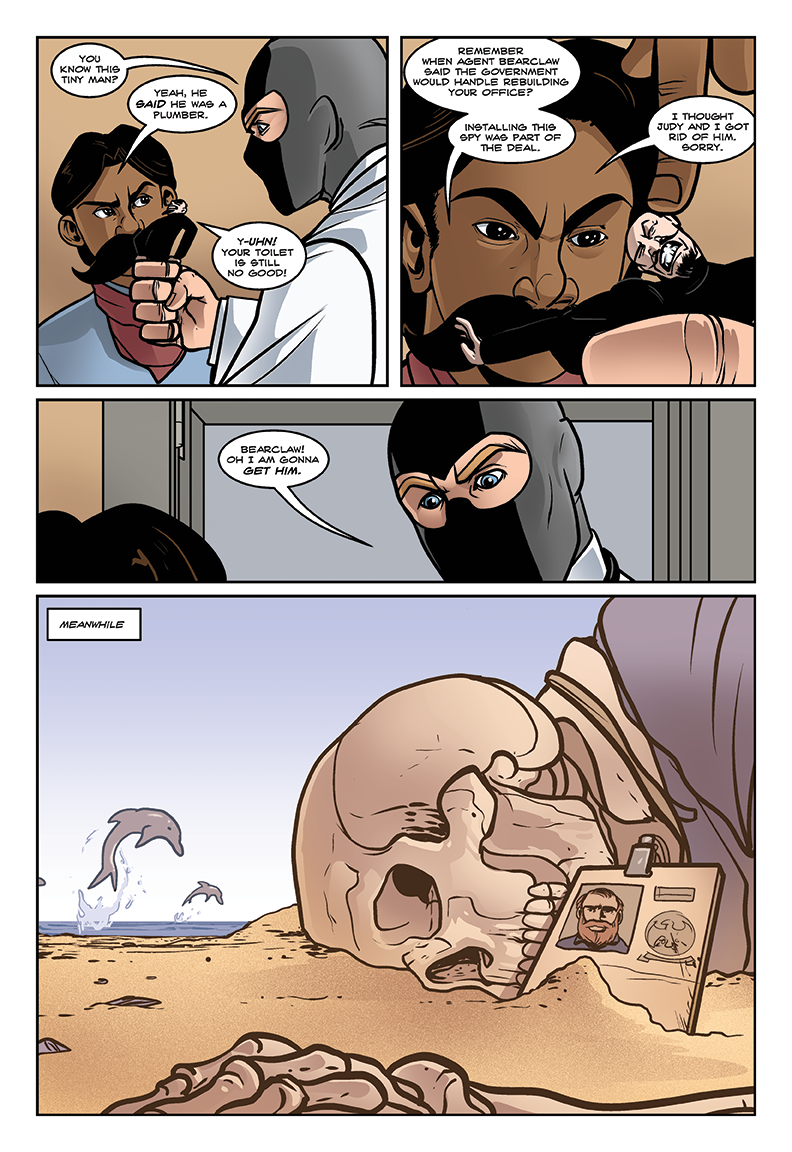 YOU
KNOW THIS
TINY MAN?
YEAH, HE
SAID HE WAS A
PLUMBER.
Y-UHN!
YOUR TOILET
IS STILL
NO GOOD!
REMEMBER
WHEN AGENT BEARCLAW
SAID THE GOVERNMENT
WOULD HANDLE REBUILDING
YOUR OFFICE?
INSTALLING THIS
SPY WAS PART OF
THE DEAL.
I THOUGHT
JUDY AND I GOT
RID OF HIM.
SORRY.
BEARCLAW!
OH I AM GONNA
GET HIM.
MEANWHILE